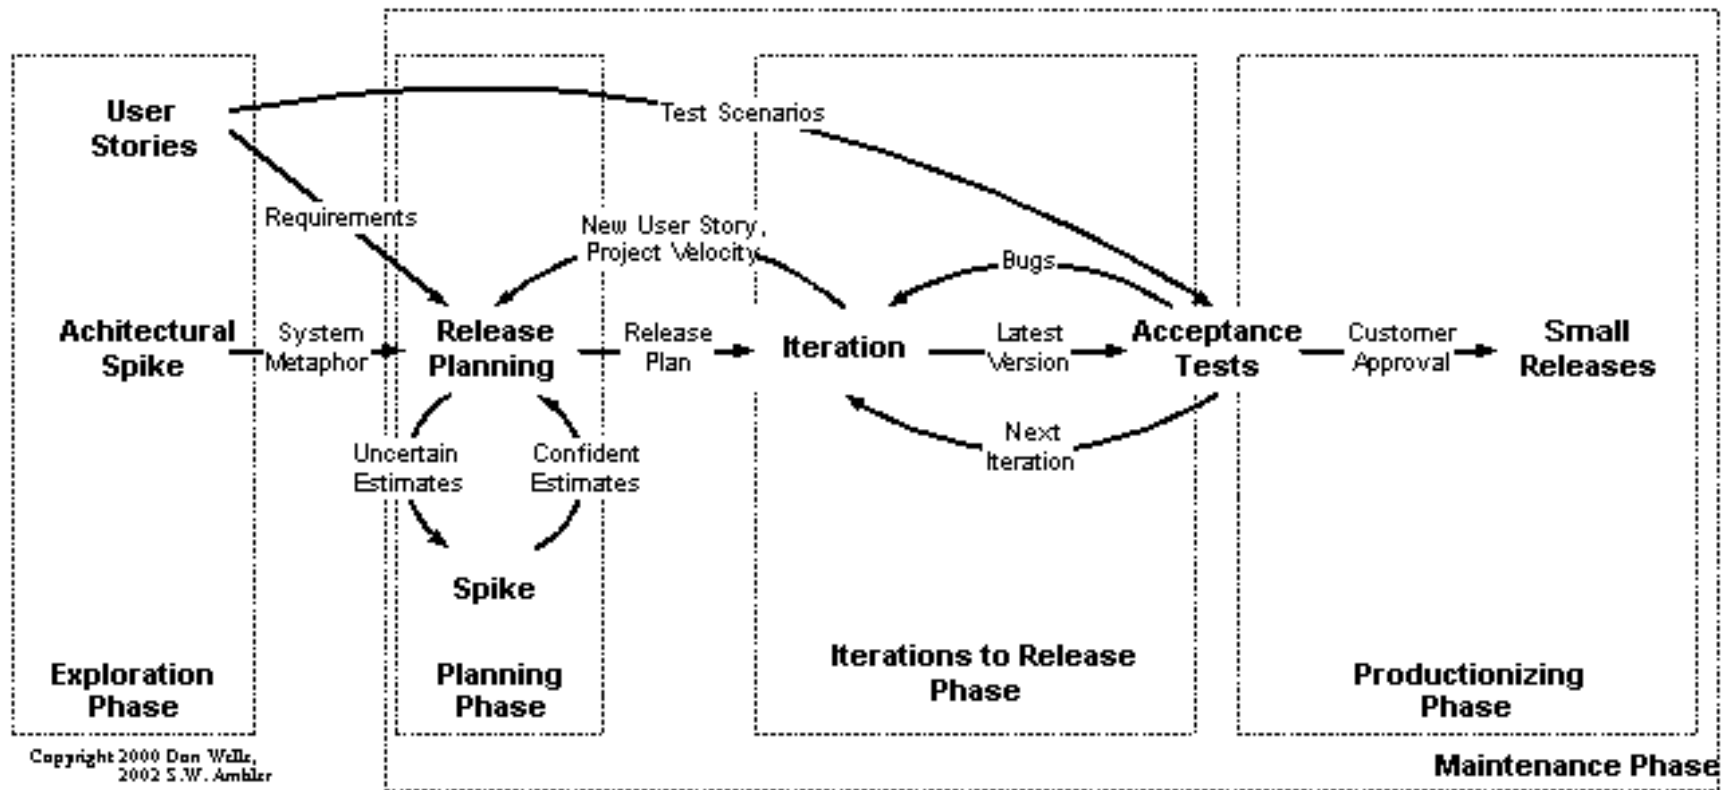 User
Stories
Test Scenarios
Requirements
New User Story,
Project Velocity
Bugs
Achitectural
Spike
System
Metaphor
Release
Planning
Release
Plan
Iteration
Latest
Version
Acceptance
Tests
Customer
Approval
Small
Releases
Uncertain
Estimates
Confident
Estimates
Next
Iteration
Spike
Exploration
Phase
Planning
Phase
Iterations to Release
Phase
Productionizing
Phase
Maintenance Phase
Copyright 2000 Don Wells,
2002 S.W. Ambler